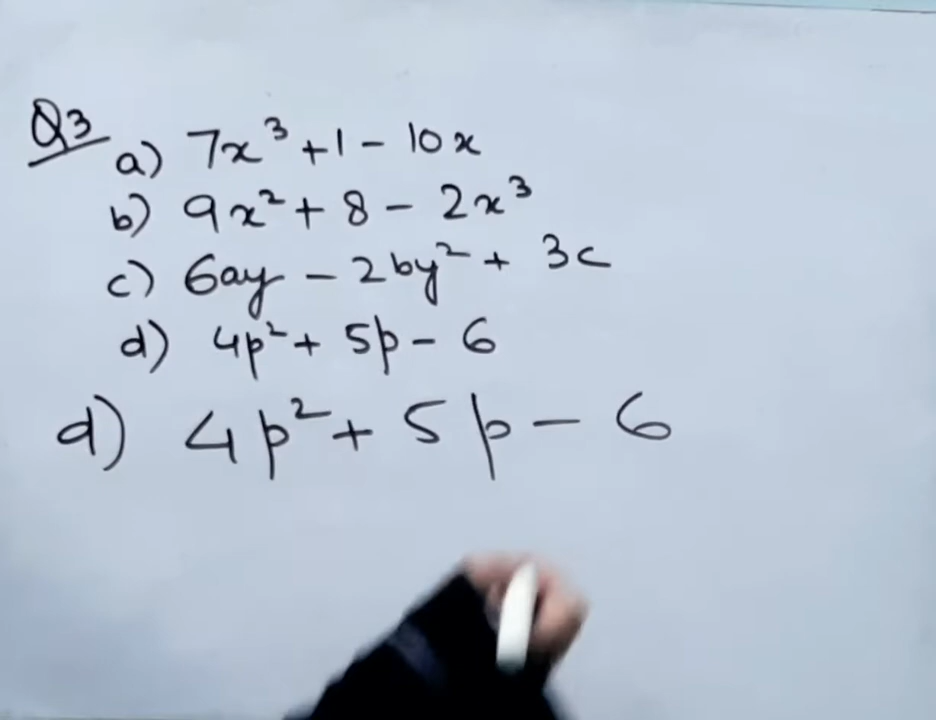 Q3
a) 7x³ + 1 - 10x
b) 9x² + 8 - 2x³
c) 6ay - 2by² + 3c
d) 4p² + 5p - 6
d) 4p² + 5p - 6